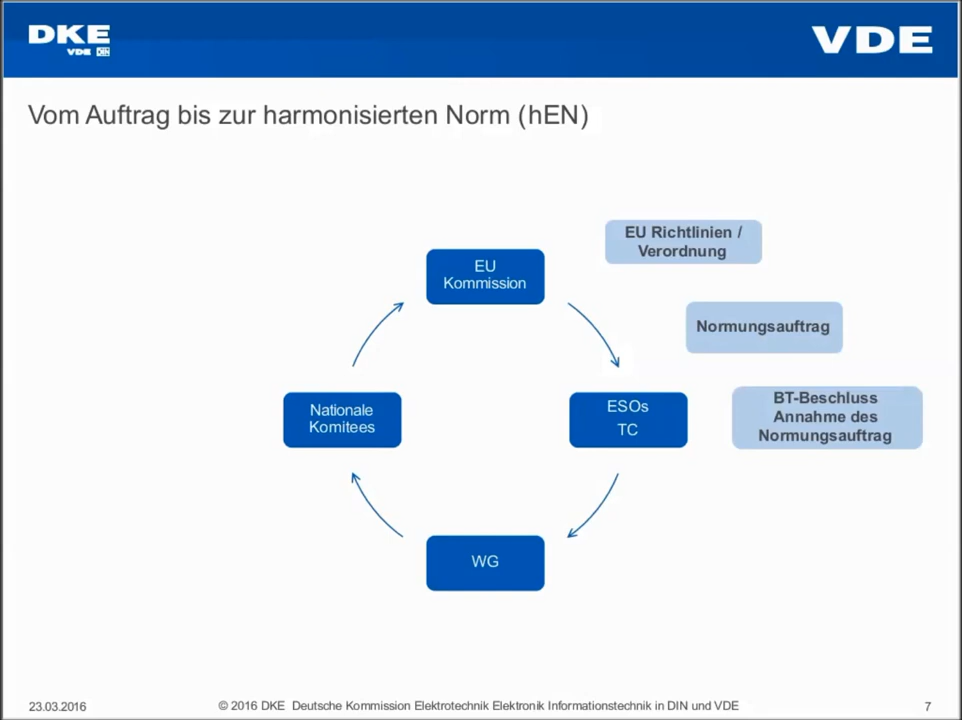 DKE
VDE DIN
VDE
Vom Auftrag bis zur harmonisierten Norm (hEN)
EU Richtlinien /
Verordnung
EU
Kommission
Normungsauftrag
BT-Beschluss
Annahme des
Normungsauftrag
Nationale
Komitees
ESOs
TC
WG
23.03.2016
© 2016 DKE Deutsche Kommission Elektrotechnik Elektronik Informationstechnik in DIN und VDE
7